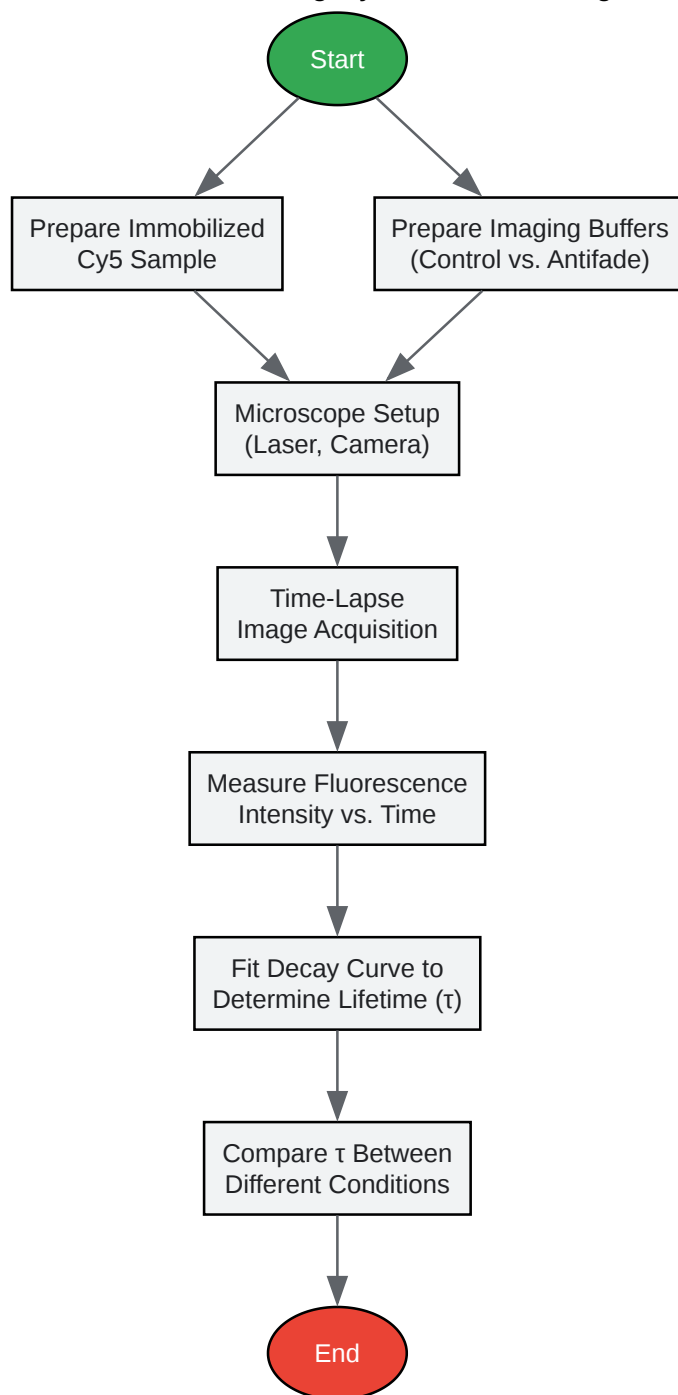 Start
Prepare Immobilized
Cy5 Sample
Prepare Imaging Buffers
(Control vs. Antifade)
Microscope Setup
(Laser, Camera)
Time-Lapse
Image Acquisition
Measure Fluorescence
Intensity vs. Time
Fit Decay Curve to
Determine Lifetime (τ)
Compare τ Between
Different Conditions
End